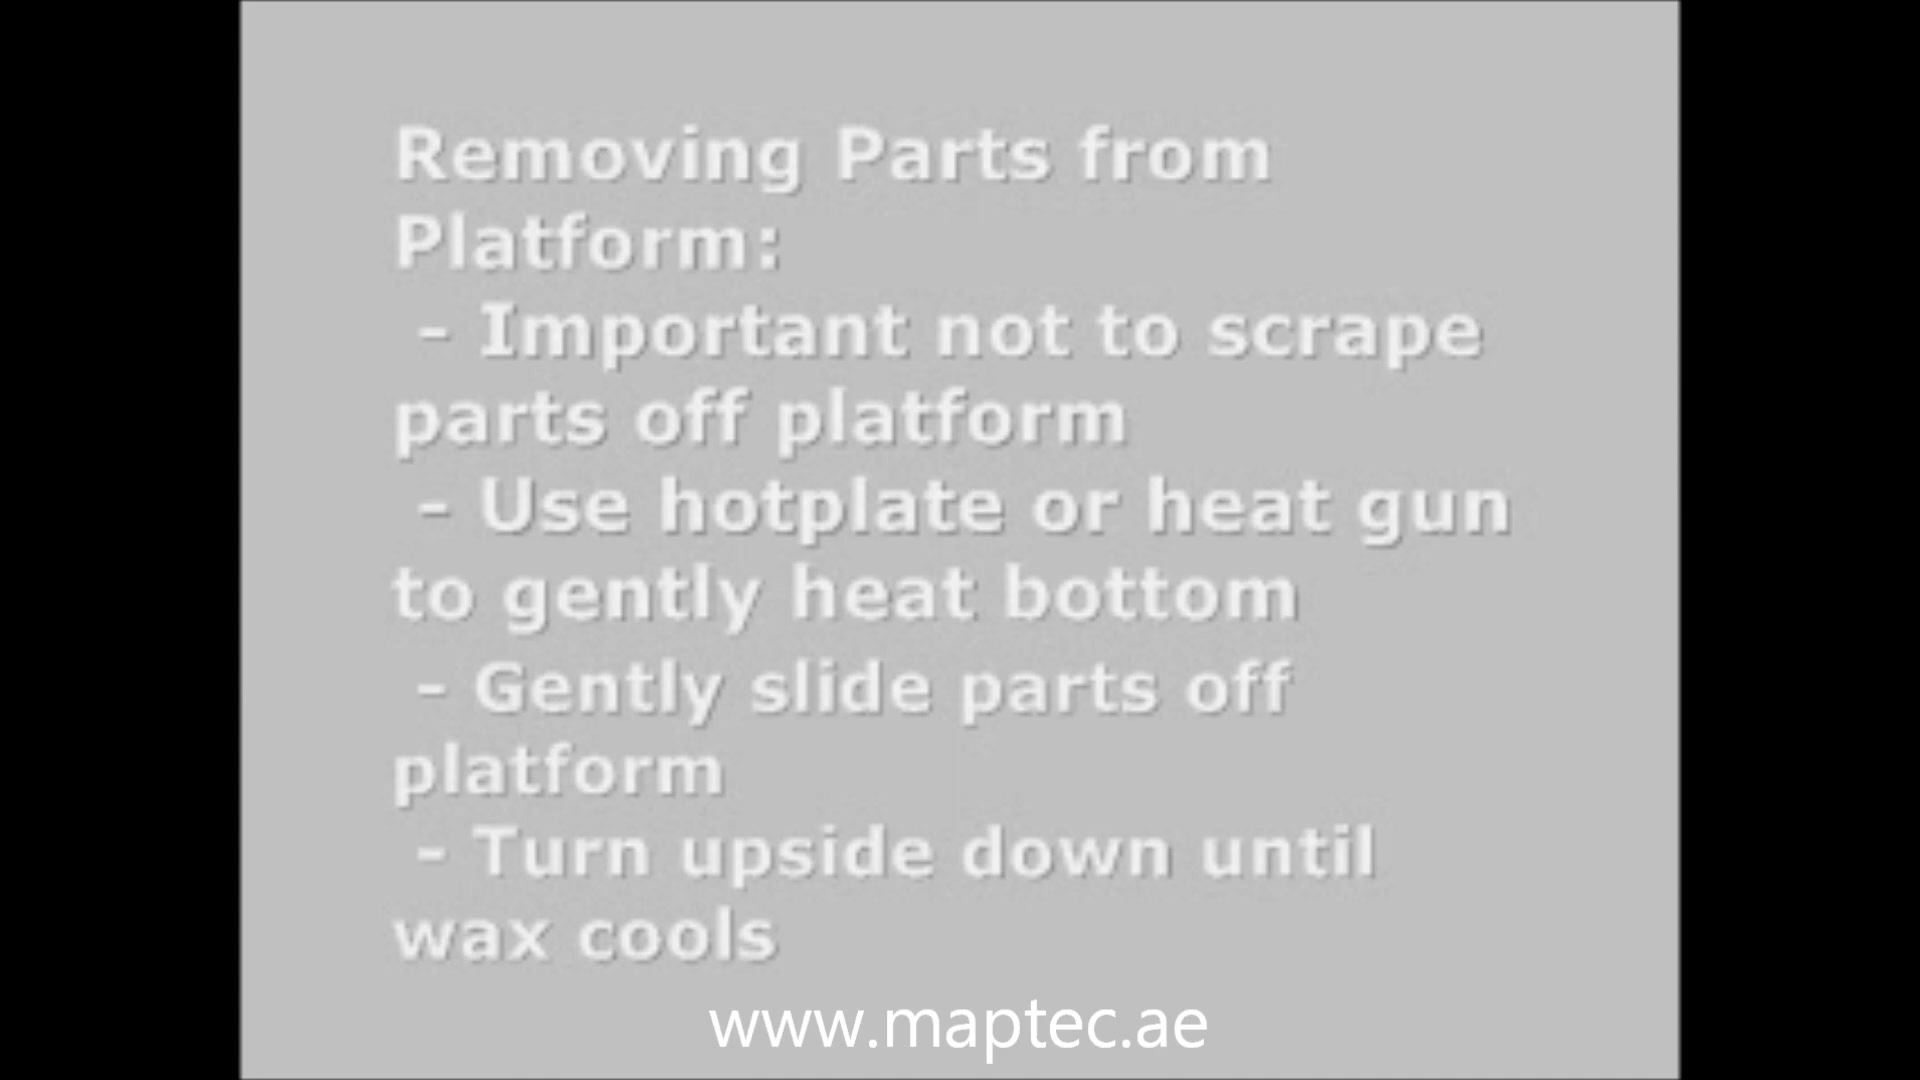 Removing Parts from
Platform:
- Important not to scrape
parts off platform
- Use hotplate or heat gun
to gently heat bottom
- Gently slide parts off
platform
- Turn upside down until
wax cools
www.maptec.ae